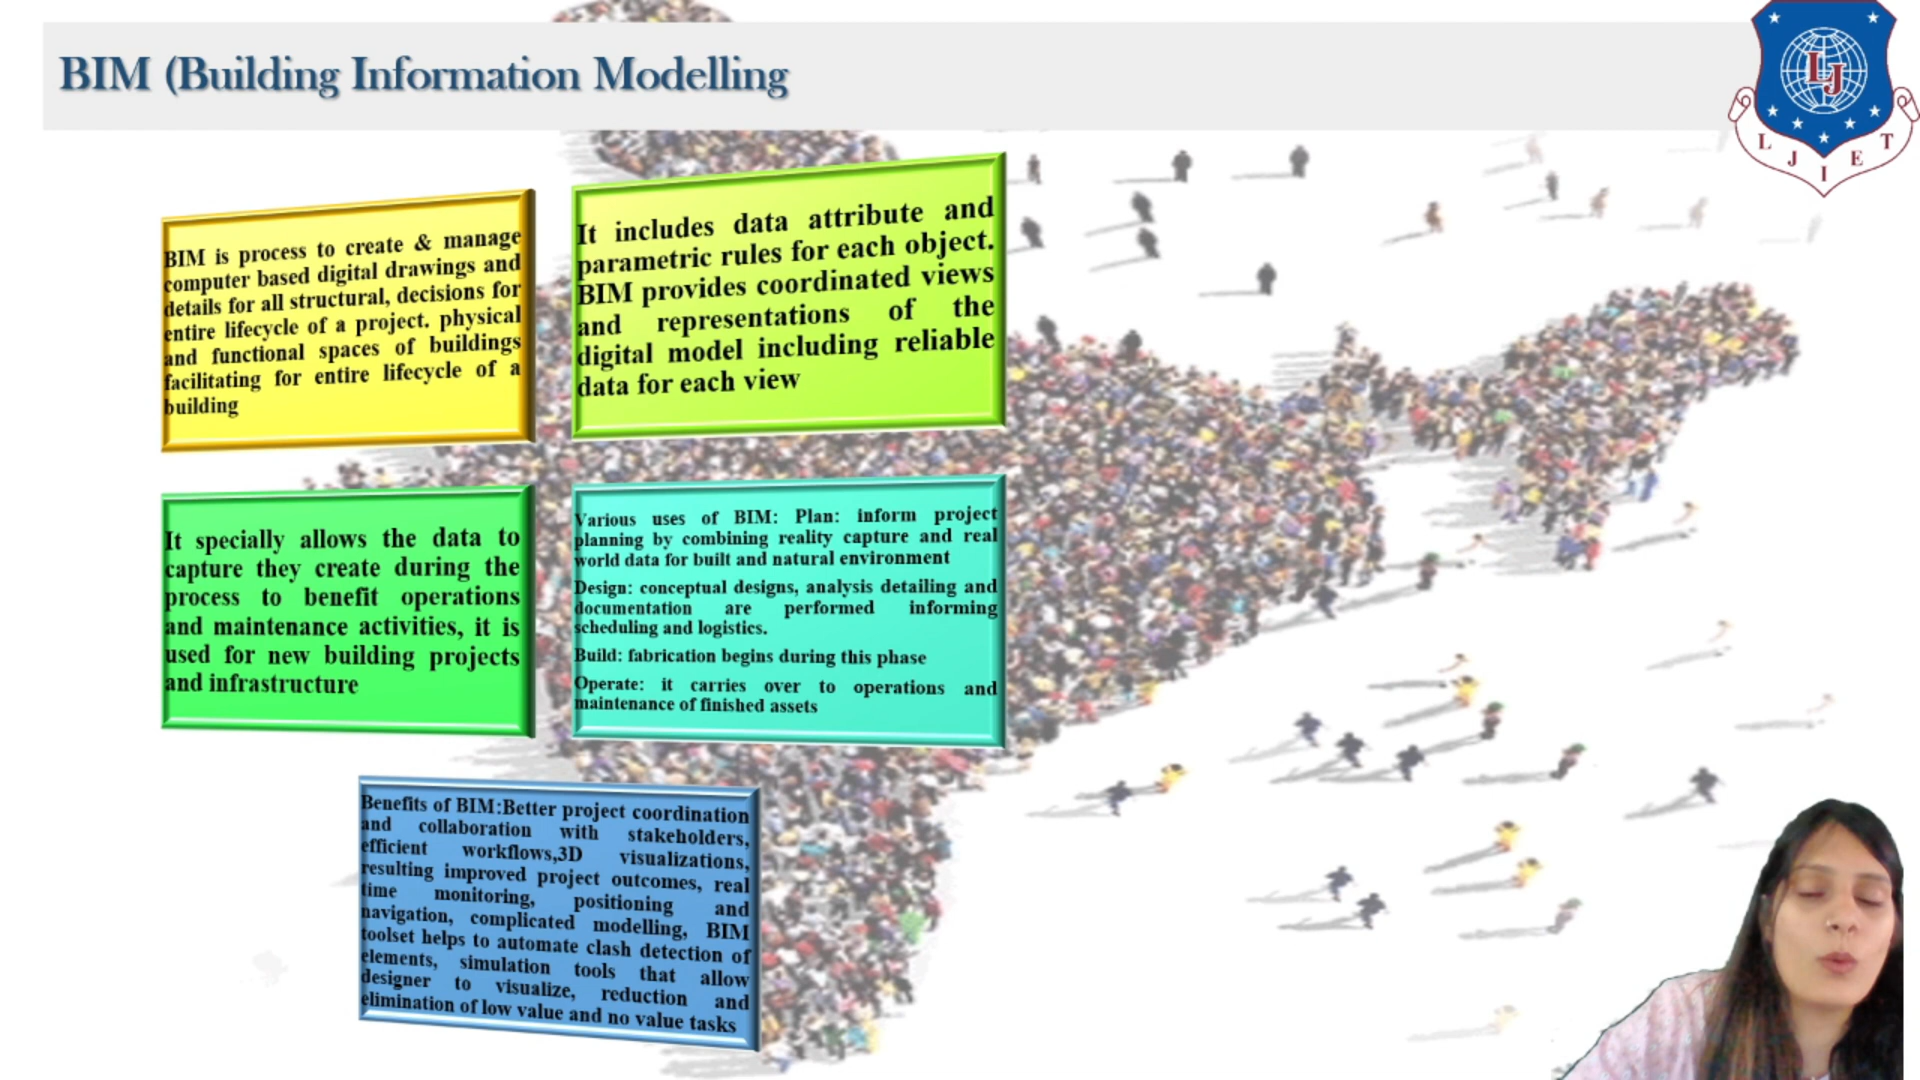 BIM (Building Information Modelling
L J I E T
LJ
BIM is process to create & manage
computer based digital drawings and
details for all structural, decisions for
entire lifecycle of a project. physical
and functional spaces of buildings
facilitating for entire lifecycle of a
building
It includes data attribute and
parametric rules for each object.
BIM provides coordinated views
and representations of the
digital model including reliable
data for each view
It specially allows the data to
capture they create during the
process to benefit operations
and maintenance activities, it is
used for new building projects
and infrastructure
Various uses of BIM: Plan: inform project
planning by combining reality capture and real
world data for built and natural environment
Design: conceptual designs, analysis detailing and
documentation are performed informing
scheduling and logistics.
Build: fabrication begins during this phase
Operate: it carries over to operations and
maintenance of finished assets
Benefits of BIM:Better project coordination
and collaboration with stakeholders,
efficient workflows,3D visualizations,
resulting improved project outcomes, real
time monitoring, positioning and
navigation, complicated modelling, BIM
toolset helps to automate clash detection of
elements, simulation tools that allow
designer to visualize, reduction and
elimination of low value and no value tasks